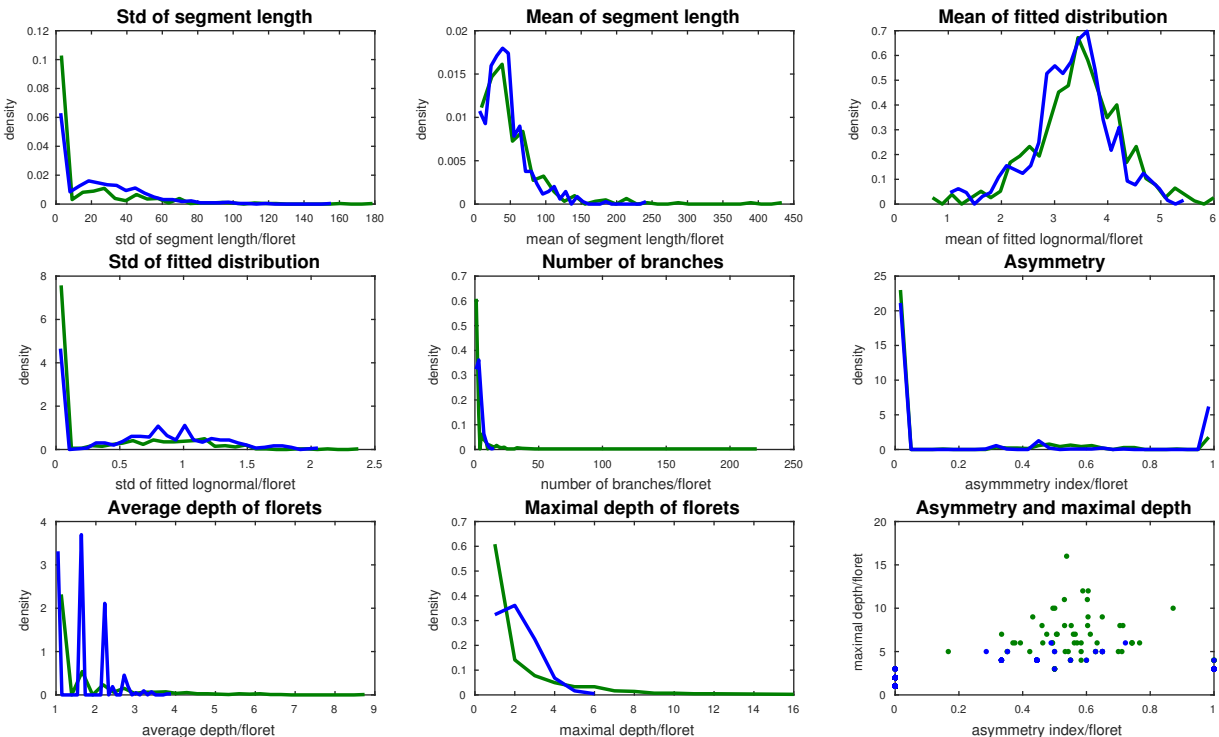 Std of segment length
0.12
0.1
0.08
0.06
0.04
0.02
0
density
0 20 40 60 80 100 120 140 160 180
std of segment length/floret
Mean of segment length
0.02
0.015
0.01
0.005
0
density
0 50 100 150 200 250 300 350 400 450
mean of segment length/floret
Mean of fitted distribution
0.7
0.6
0.5
0.4
0.3
0.2
0.1
0
density
0 1 2 3 4 5 6
mean of fitted lognormal/floret
Std of fitted distribution
8
6
4
2
0
density
0 0.5 1 1.5 2 2.5
std of fitted lognormal/floret
Number of branches
0.7
0.6
0.5
0.4
0.3
0.2
0.1
0
density
0 50 100 150 200 250
number of branches/floret
Asymmetry
25
20
15
10
5
0
density
0 0.2 0.4 0.6 0.8 1
asymmmetry index/floret
Average depth of florets
4
3
2
1
0
density
1 2 3 4 5 6 7 8 9
average depth/floret
Maximal depth of florets
0.7
0.6
0.5
0.4
0.3
0.2
0.1
0
density
0 2 4 6 8 10 12 14 16
maximal depth/floret
Asymmetry and maximal depth
20
15
10
5
0
maximal depth/floret
0 0.2 0.4 0.6 0.8 1
asymmetry index/floret